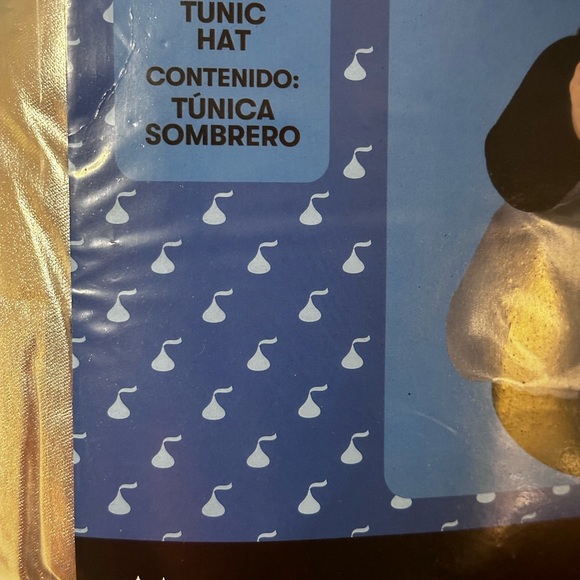 TUNIC
HAT
CONTENIDO:
TÚNICA
SOMBRERO